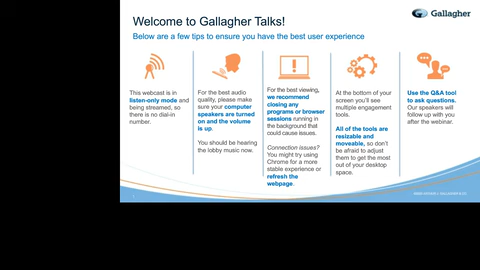 Welcome to Gallagher Talks!
Gallagher
Below are a few tips to ensure you have the best user experience
This webcast is in
listen-only mode and
being streamed, so
there is no dial-in
number.
For the best audio
quality, please make
sure your computer
speakers are turned
on and the volume
is up.
You should be
hearing the lobby
music now.
For the best viewing,
we recommend
closing any
programs or browser
sessions running in
the background that
could cause issues.
Connection issues?
You might try using
Chrome for a more
stable experience or
refresh the
webpage.
At the bottom of your
screen you'll see
multiple engagement
tools.
All of the tools are
resizable and
moveable, so don't
be afraid to adjust
them to get the most
out of your desktop
space.
Use the Q&A tool
to ask questions.
Our speakers will
follow up with you
after the webinar.